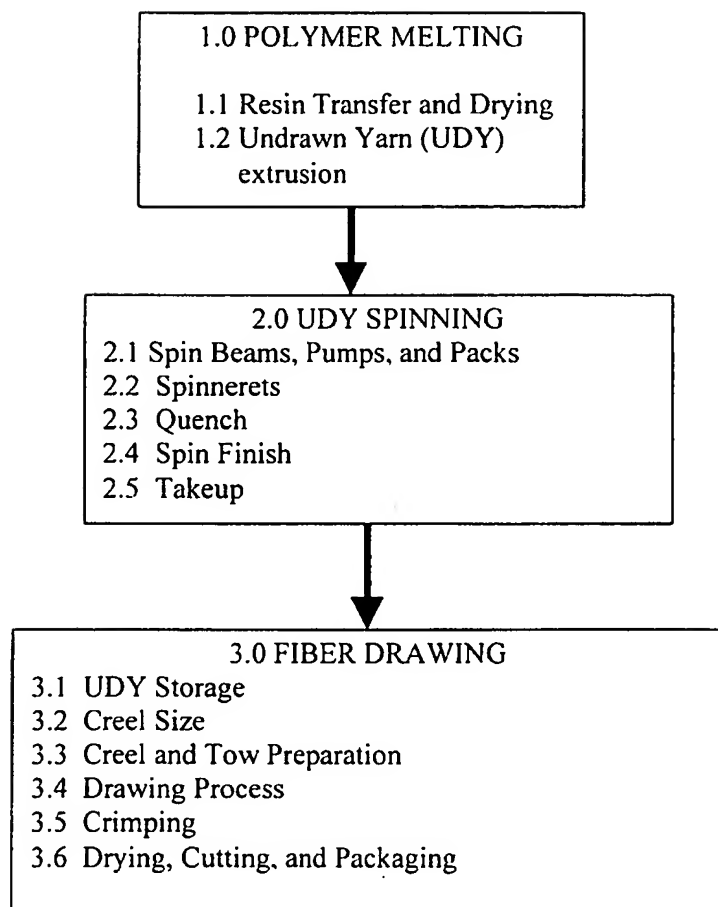 1.0 POLYMER MELTING
1.1 Resin Transfer and Drying
1.2 Undrawn Yarn (UDY)
extrusion
2.0 UDY SPINNING
2.1 Spin Beams, Pumps, and Packs
2.2 Spinnerets
2.3 Quench
2.4 Spin Finish
2.5 Takeup
3.0 FIBER DRAWING
3.1 UDY Storage
3.2 Creel Size
3.3 Creel and Tow Preparation
3.4 Drawing Process
3.5 Crimping
3.6 Drying, Cutting, and Packaging